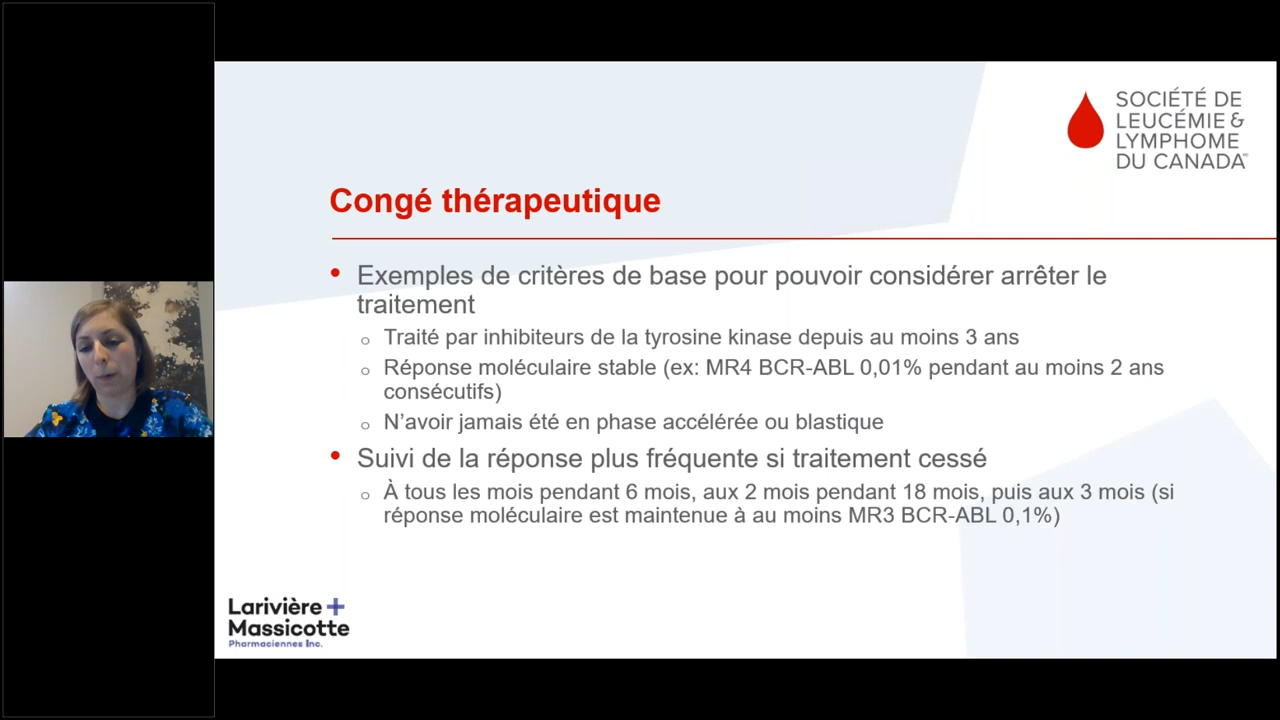 SOCIÉTÉ DE
LEUCÉMIE &
LYMPHOME
DU CANADA
Congé thérapeutique
• Exemples de critères de base pour pouvoir considérer arrêter le
traitement
o Traité par inhibiteurs de la tyrosine kinase depuis au moins 3 ans
o Réponse moléculaire stable (ex: MR4 BCR-ABL 0,01% pendant au moins 2 ans
consécutifs)
o N’avoir jamais été en phase accélérée ou blastique
• Suivi de la réponse plus fréquente si traitement cessé
o À tous les mois pendant 6 mois, aux 2 mois pendant 18 mois, puis aux 3 mois (si
réponse moléculaire est maintenue à au moins MR3 BCR-ABL 0,1%)
Larivière +
Massicotte
Pharmaciennes Inc.